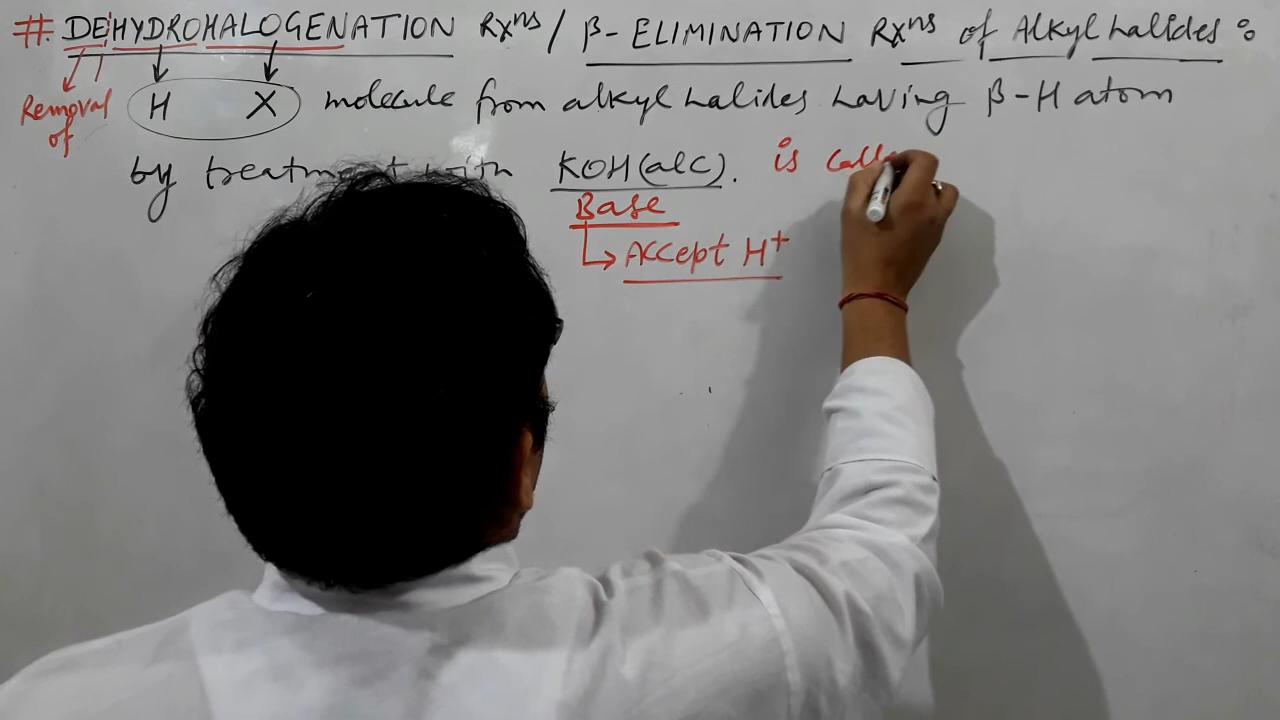 # DEHYDROHALOGENATION Rxⁿˢ / β-ELIMINATION Rxⁿˢ of Alkyl halides :
Removal of H X molecule from alkyl halides having β-H atom
by treatment with KOH(alc). is call
Base
↳ Accept H⁺